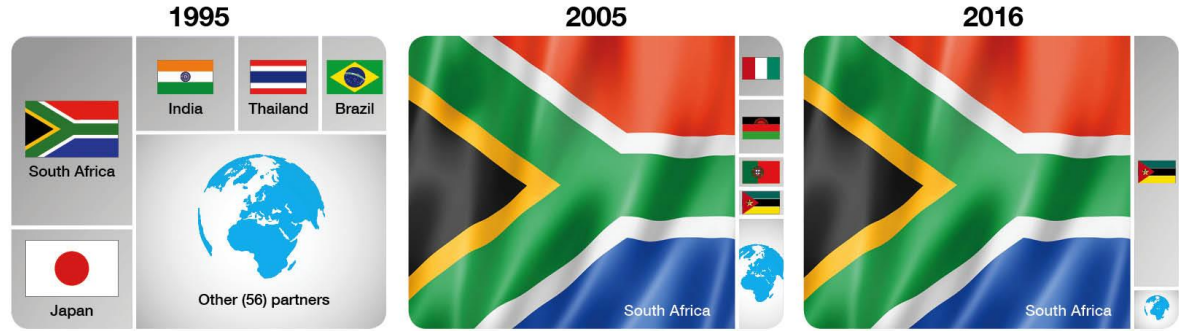 1995
2005
2016
South Africa
India
Thailand
Brazil
Japan
Other (56) partners
South Africa
South Africa